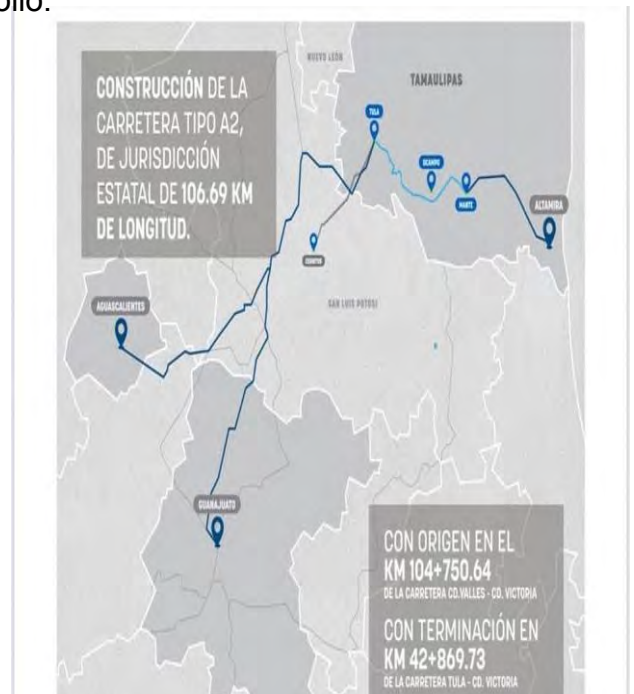 ollo.
NUEVO LEÓN
CONSTRUCCIÓN DE LA
CARRETERA TIPO A2,
DE JURISDICCIÓN
ESTATAL DE 106.69 KM
DE LONGITUD.
TAMAULIPAS
TULA
OCAMPO
MANTE
ALTAMIRA
AGUASCALIENTES
SAN LUIS POTOSÍ
GUANAJUATO
CON ORIGEN EN EL
KM 104+750.64
DE LA CARRETERA CD.VALLES - CD. VICTORIA
CON TERMINACIÓN EN
KM 42+869.73
DE LA CARRETERA TULA - CD. VICTORIA